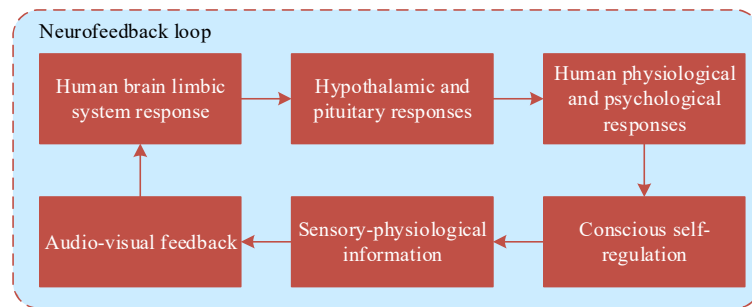 Neurofeedback loop
Human brain limbic
system response
Hypothalamic and
pituitary responses
Human physiological
and psychological
responses
Audio-visual feedback
Sensory-physiological
information
Conscious self-
regulation